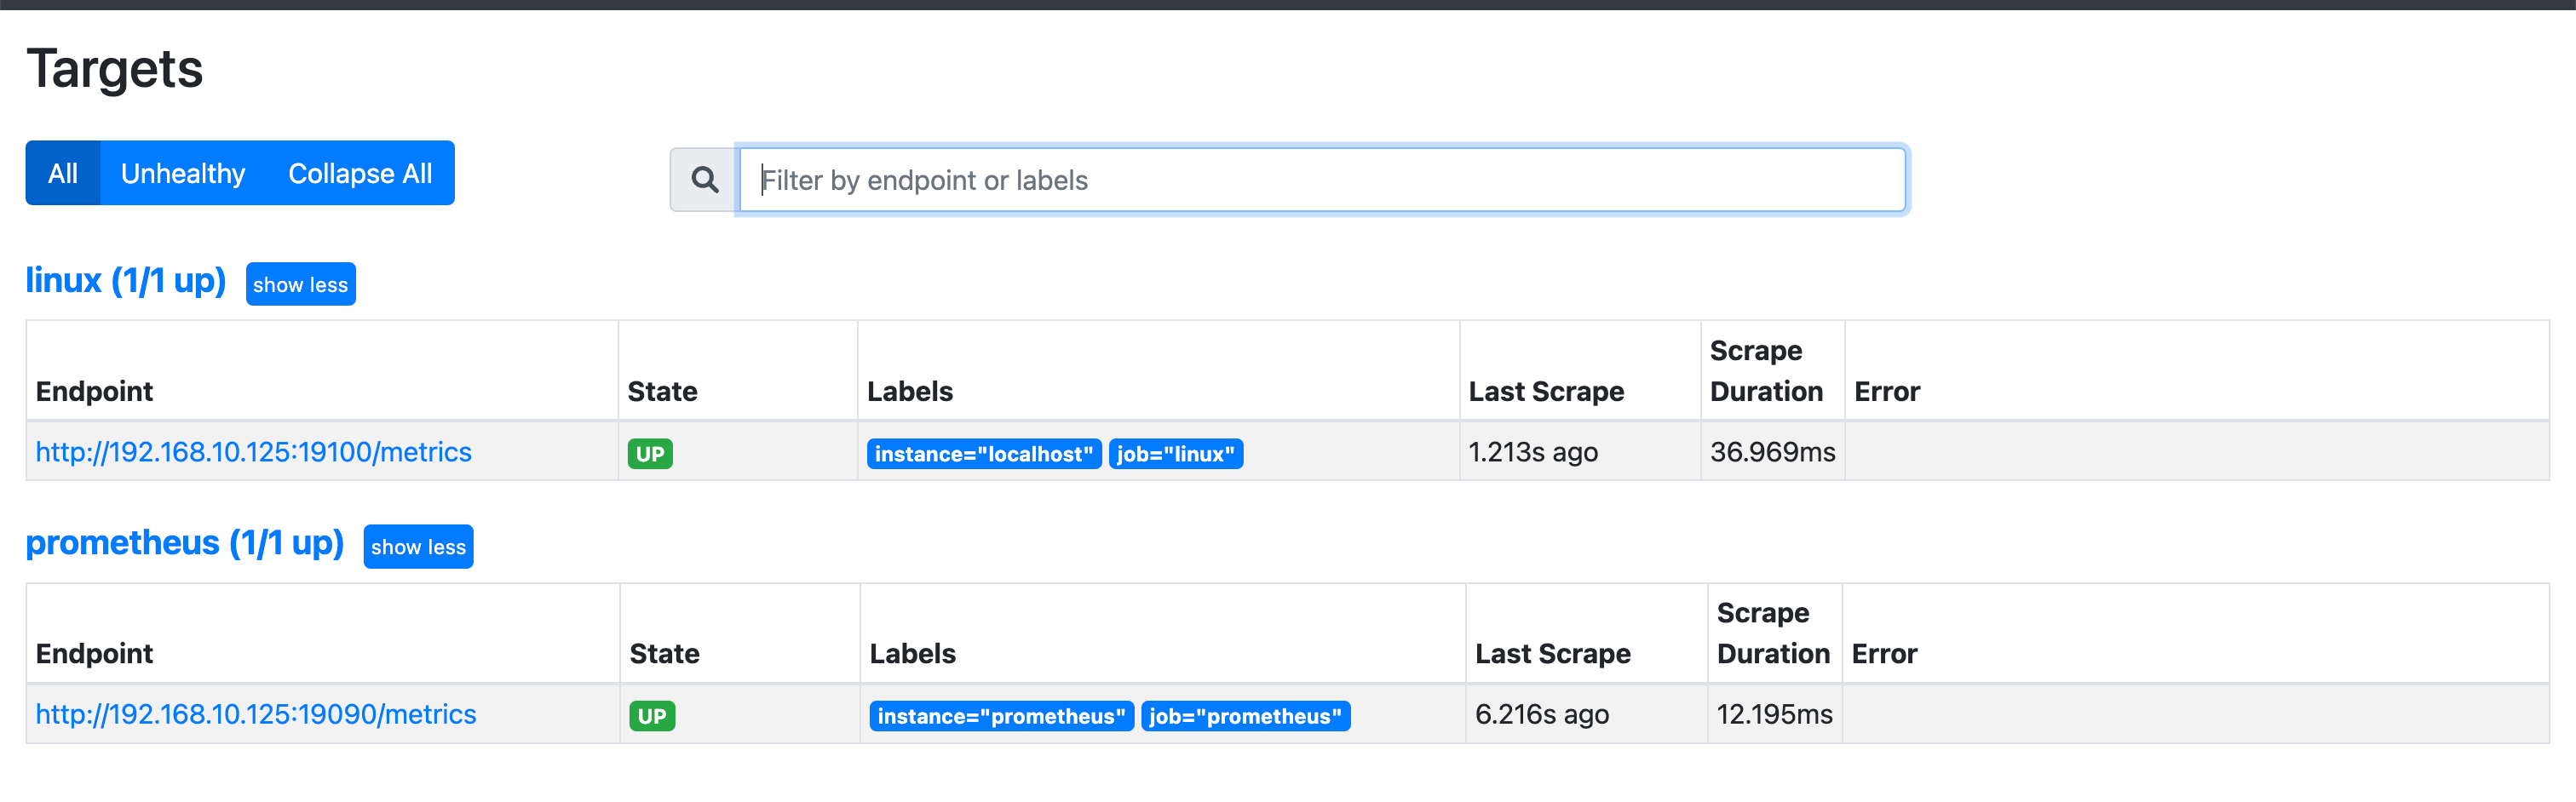 Targets
All Unhealthy Collapse All
Filter by endpoint or labels
linux (1/1 up) show less
Endpoint State Labels Last Scrape Scrape Duration Error
http://192.168.10.125:19100/metrics UP instance="localhost" job="linux" 1.213s ago 36.969ms
prometheus (1/1 up) show less
Endpoint State Labels Last Scrape Scrape Duration Error
http://192.168.10.125:19090/metrics UP instance="prometheus" job="prometheus" 6.216s ago 12.195ms